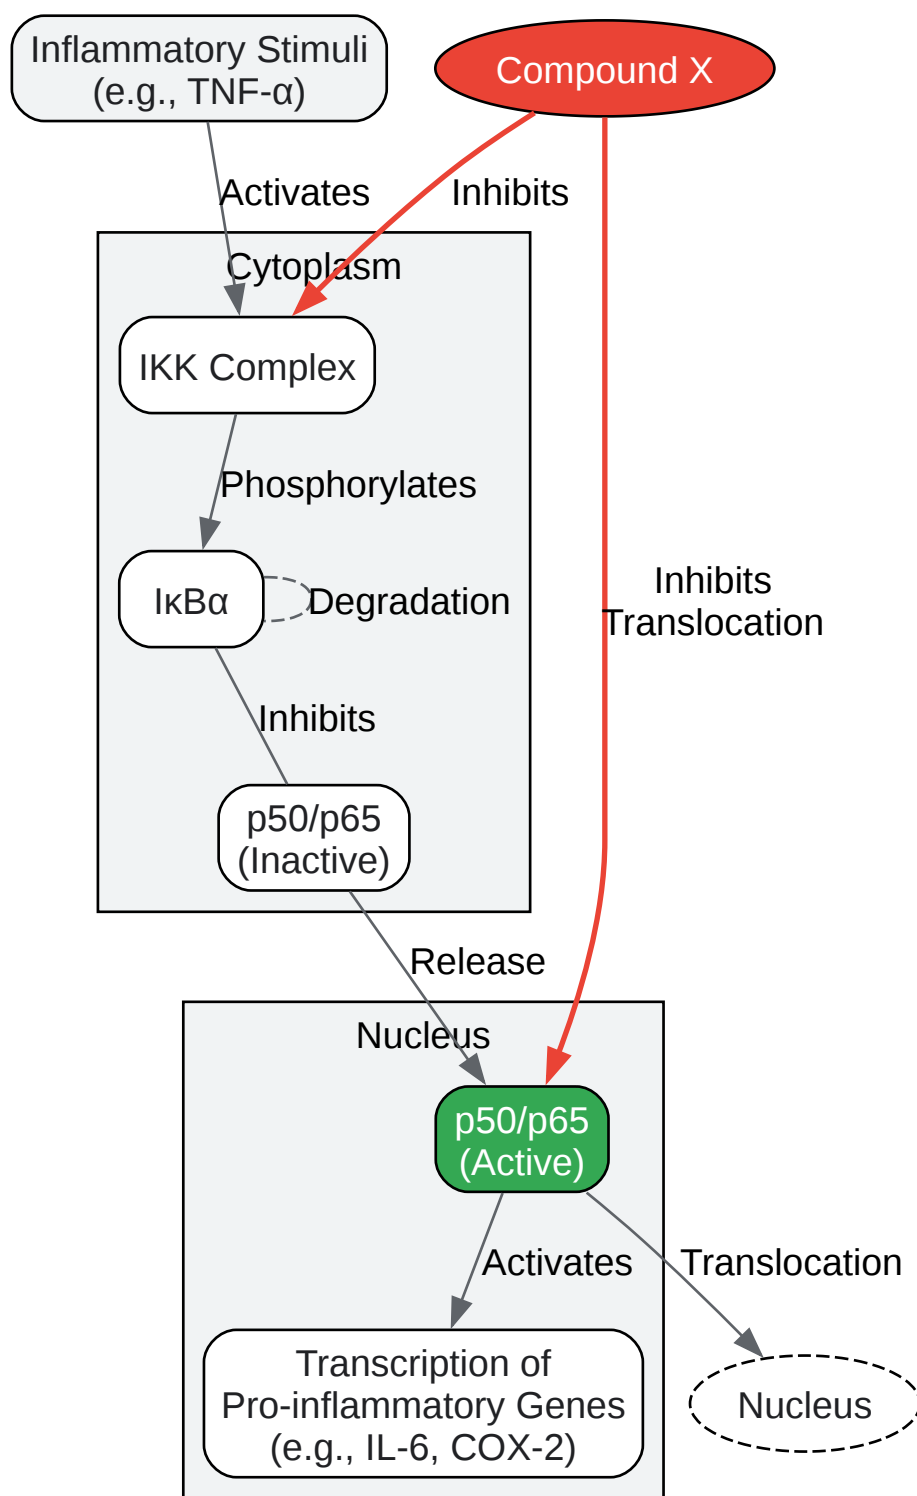 Inflammatory Stimuli
(e.g., TNF-α)
Compound X
Activates
Inhibits
Cytoplasm
IKK Complex
Phosphorylates
IκBα
Degradation
Inhibits
Translocation
Inhibits
p50/p65
(Inactive)
Release
Nucleus
p50/p65
(Active)
Activates
Translocation
Transcription of
Pro-inflammatory Genes
(e.g., IL-6, COX-2)
Nucleus